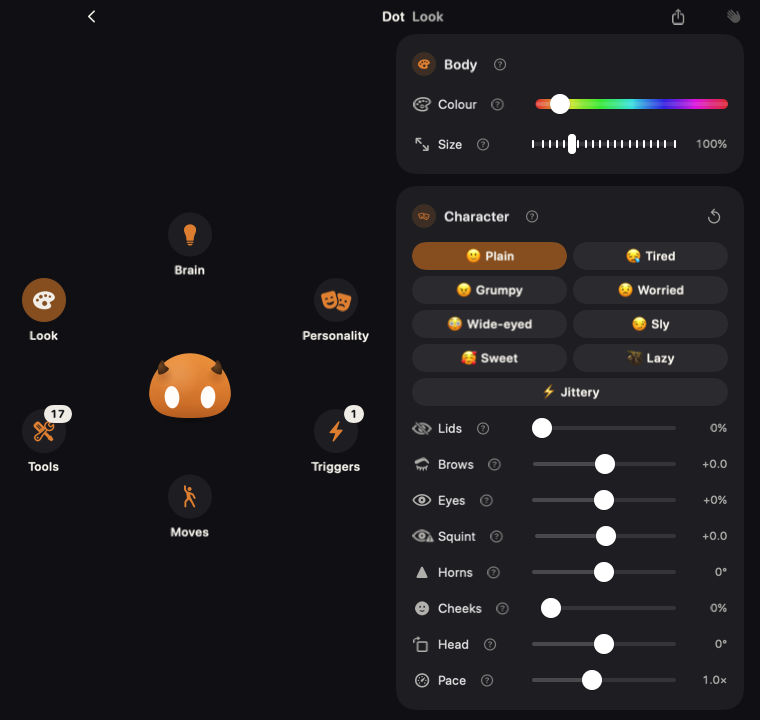 Dot Look
Body
Colour
Size 100%
Character
Plain
Tired
Grumpy
Worried
Wide-eyed
Sly
Sweet
Lazy
Jittery
Lids 0%
Brows +0.0
Eyes +0%
Squint +0.0
Horns 0°
Cheeks 0%
Head 0°
Pace 1.0×
Brain
Look
Personality
17
Tools
1
Triggers
Moves